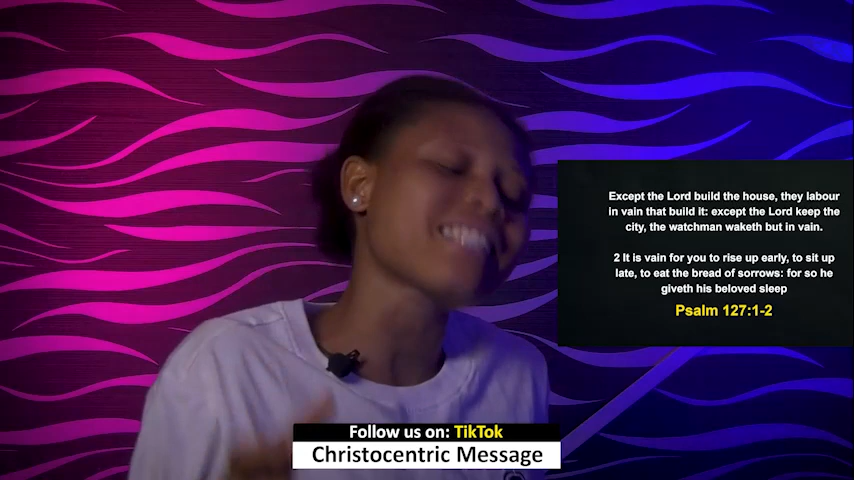 Except the Lord build the house, they labour
in vain that build it: except the Lord keep the
city, the watchman waketh but in vain.
2 It is vain for you to rise up early, to sit up
late, to eat the bread of sorrows: for so he
giveth his beloved sleep
Psalm 127:1-2
Follow us on: TikTok
Christocentric Message